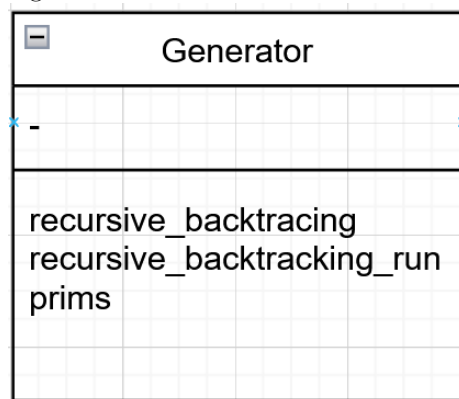 Generator
-
recursive_backtracing
recursive_backtracking_run
prims